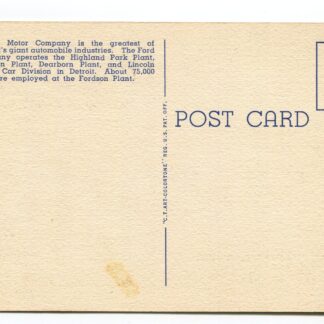 Motor Company is the greatest of
's giant automobile industries. The Ford
any operates the Highland Park Plant,
n Plant, Dearborn Plant, and Lincoln
Car Division in Detroit. About 75,000
re employed at the Fordson Plant.
POST CARD
"C.T. ART-COLORTONE" REG. U.S. PAT. OFF.